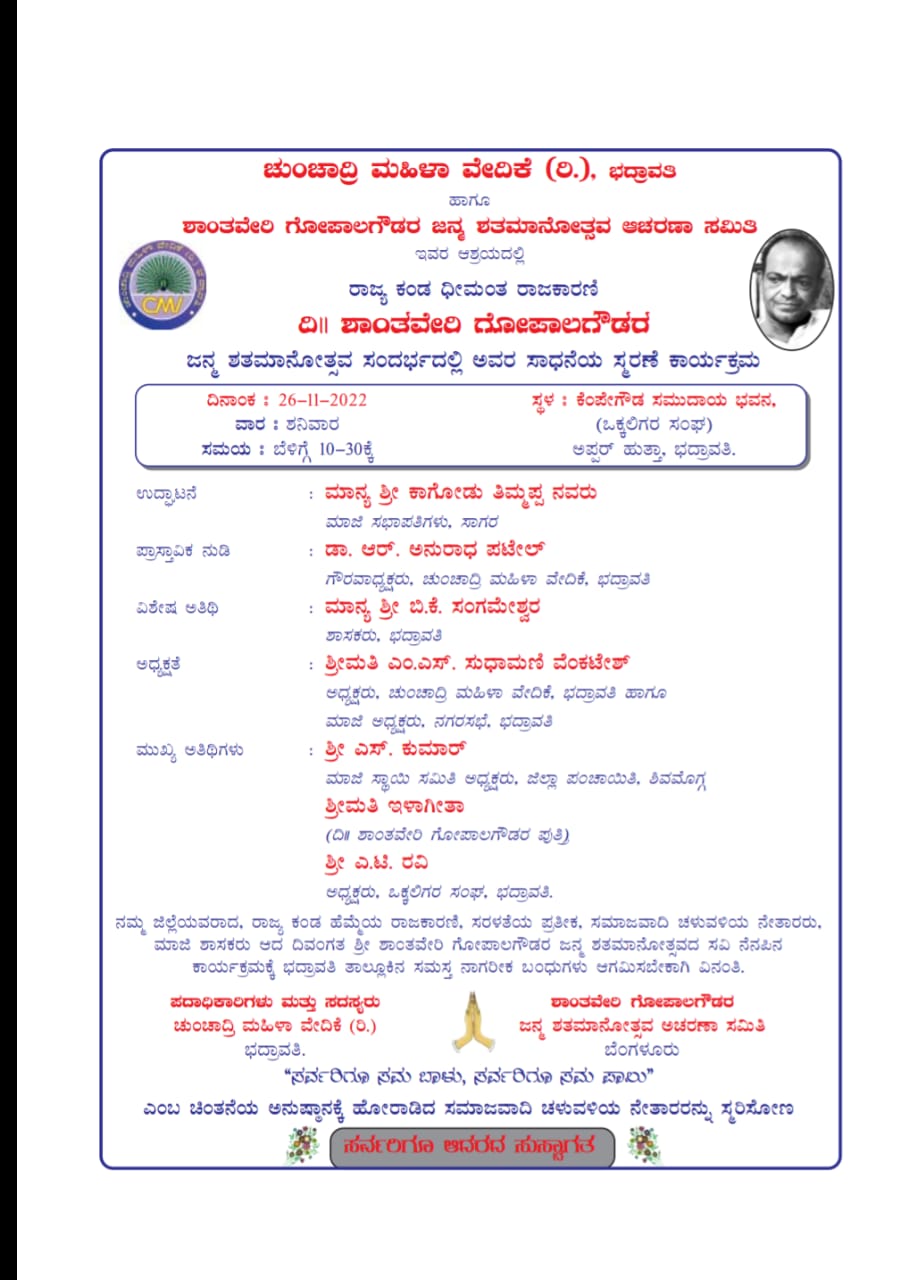 ಚುಂಚಾದ್ರಿ ಮಹಿಳಾ ವೇದಿಕೆ (ರಿ.), ಭದ್ರಾವತಿ
ಹಾಗೂ
ಶಾಂತವೇರಿ ಗೋಪಾಲಗೌಡರ ಜನ್ಮ ಶತಮಾನೋತ್ಸವ ಆಚರಣಾ ಸಮಿತಿ
ಇವರ ಆಶ್ರಯದಲ್ಲಿ
CMV
ರಾಜ್ಯ ಕಂಡ ಧೀಮಂತ ರಾಜಕಾರಣಿ
ದಿ॥ ಶಾಂತವೇರಿ ಗೋಪಾಲಗೌಡರ
ಜನ್ಮ ಶತಮಾನೋತ್ಸವ ಸಂದರ್ಭದಲ್ಲಿ ಅವರ ಸಾಧನೆಯ ಸ್ಮರಣೆ ಕಾರ್ಯಕ್ರಮ
ದಿನಾಂಕ : 26-11-2022
ವಾರ : ಶನಿವಾರ
ಸಮಯ : ಬೆಳಿಗ್ಗೆ 10-30ಕ್ಕೆ
ಸ್ಥಳ : ಕೆಂಪೇಗೌಡ ಸಮುದಾಯ ಭವನ,
(ಒಕ್ಕಲಿಗರ ಸಂಘ)
ಅಪ್ಪರ್ ಹುತ್ತಾ, ಭದ್ರಾವತಿ.
ಉದ್ಘಾಟನೆ : ಮಾನ್ಯ ಶ್ರೀ ಕಾಗೋಡು ತಿಮ್ಮಪ್ಪ ನವರು
ಮಾಜಿ ಸಭಾಪತಿಗಳು, ಸಾಗರ
ಪ್ರಾಸ್ತಾವಿಕ ನುಡಿ : ಡಾ. ಆರ್. ಅನುರಾಧ ಪಟೇಲ್
ಗೌರವಾಧ್ಯಕ್ಷರು, ಚುಂಚಾದ್ರಿ ಮಹಿಳಾ ವೇದಿಕೆ, ಭದ್ರಾವತಿ
ವಿಶೇಷ ಅತಿಥಿ : ಮಾನ್ಯ ಶ್ರೀ ಬಿ.ಕೆ. ಸಂಗಮೇಶ್ವರ
ಶಾಸಕರು, ಭದ್ರಾವತಿ
ಅಧ್ಯಕ್ಷತೆ : ಶ್ರೀಮತಿ ಎಂ.ಎಸ್. ಸುಧಾಮಣಿ ವೆಂಕಟೇಶ್
ಅಧ್ಯಕ್ಷರು, ಚುಂಚಾದ್ರಿ ಮಹಿಳಾ ವೇದಿಕೆ, ಭದ್ರಾವತಿ ಹಾಗೂ
ಮಾಜಿ ಅಧ್ಯಕ್ಷರು, ನಗರಸಭೆ, ಭದ್ರಾವತಿ
ಮುಖ್ಯ ಅತಿಥಿಗಳು : ಶ್ರೀ ಎಸ್. ಕುಮಾರ್
ಮಾಜಿ ಸ್ಥಾಯಿ ಸಮಿತಿ ಅಧ್ಯಕ್ಷರು, ಜಿಲ್ಲಾ ಪಂಚಾಯಿತಿ, ಶಿವಮೊಗ್ಗ
ಶ್ರೀಮತಿ ಇಳಾಗೀತಾ
(ದಿ॥ ಶಾಂತವೇರಿ ಗೋಪಾಲಗೌಡರ ಪುತ್ರಿ)
ಶ್ರೀ ಎ.ಟಿ. ರವಿ
ಅಧ್ಯಕ್ಷರು, ಒಕ್ಕಲಿಗರ ಸಂಘ, ಭದ್ರಾವತಿ.
ನಮ್ಮ ಜಿಲ್ಲೆಯವರಾದ, ರಾಜ್ಯ ಕಂಡ ಹೆಮ್ಮೆಯ ರಾಜಕಾರಣಿ, ಸರಳತೆಯ ಪ್ರತೀಕ, ಸಮಾಜವಾದಿ ಚಳುವಳಿಯ ನೇತಾರರು,
ಮಾಜಿ ಶಾಸಕರು ಆದ ದಿವಂಗತ ಶ್ರೀ ಶಾಂತವೇರಿ ಗೋಪಾಲಗೌಡರ ಜನ್ಮ ಶತಮಾನೋತ್ಸವದ ಸವಿ ನೆನಪಿನ
ಕಾರ್ಯಕ್ರಮಕ್ಕೆ ಭದ್ರಾವತಿ ತಾಲ್ಲೂಕಿನ ಸಮಸ್ತ ನಾಗರೀಕ ಬಂಧುಗಳು ಆಗಮಿಸಬೇಕಾಗಿ ವಿನಂತಿ.
ಪದಾಧಿಕಾರಿಗಳು ಮತ್ತು ಸದಸ್ಯರು
ಚುಂಚಾದ್ರಿ ಮಹಿಳಾ ವೇದಿಕೆ (ರಿ.)
ಭದ್ರಾವತಿ.
ಶಾಂತವೇರಿ ಗೋಪಾಲಗೌಡರ
ಜನ್ಮ ಶತಮಾನೋತ್ಸವ ಅಚರಣಾ ಸಮಿತಿ
ಬೆಂಗಳೂರು
“ಸರ್ವರಿಗೂ ಸಮ ಬಾಳು, ಸರ್ವರಿಗೂ ಸಮ ಪಾಲು”
ಎಂಬ ಚಿಂತನೆಯ ಅನುಷ್ಠಾನಕ್ಕೆ ಹೋರಾಡಿದ ಸಮಾಜವಾದಿ ಚಳುವಳಿಯ ನೇತಾರರನ್ನು ಸ್ಮರಿಸೋಣ
ಸರ್ವರಿಗೂ ಆದರದ ಸುಸ್ವಾಗತ